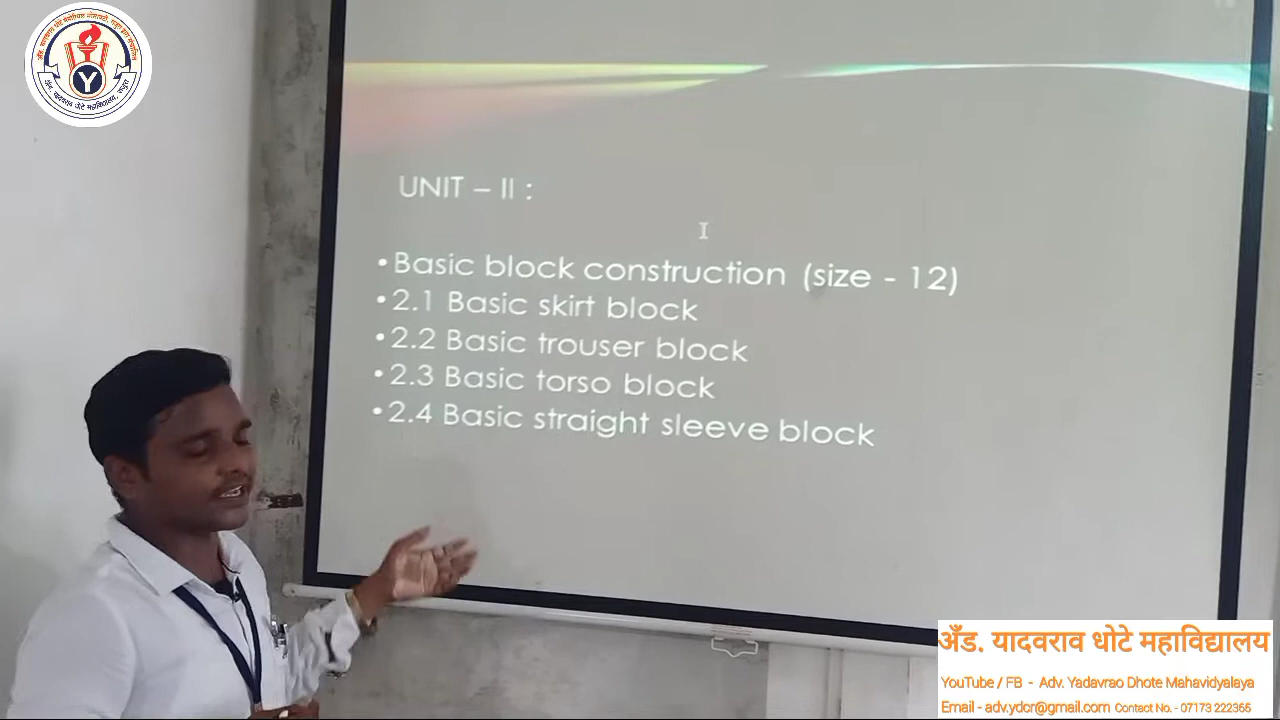 UNIT – II :
•Basic block construction (size - 12)
•2.1 Basic skirt block
•2.2 Basic trouser block
•2.3 Basic torso block
•2.4 Basic straight sleeve block
Y
अँड. यादवराव धोटे महाविद्यालय
YouTube / FB - Adv. Yadavrao Dhote Mahavidyalaya
Email - adv.ydcr@gmail.com Contact No. - 07173 222365